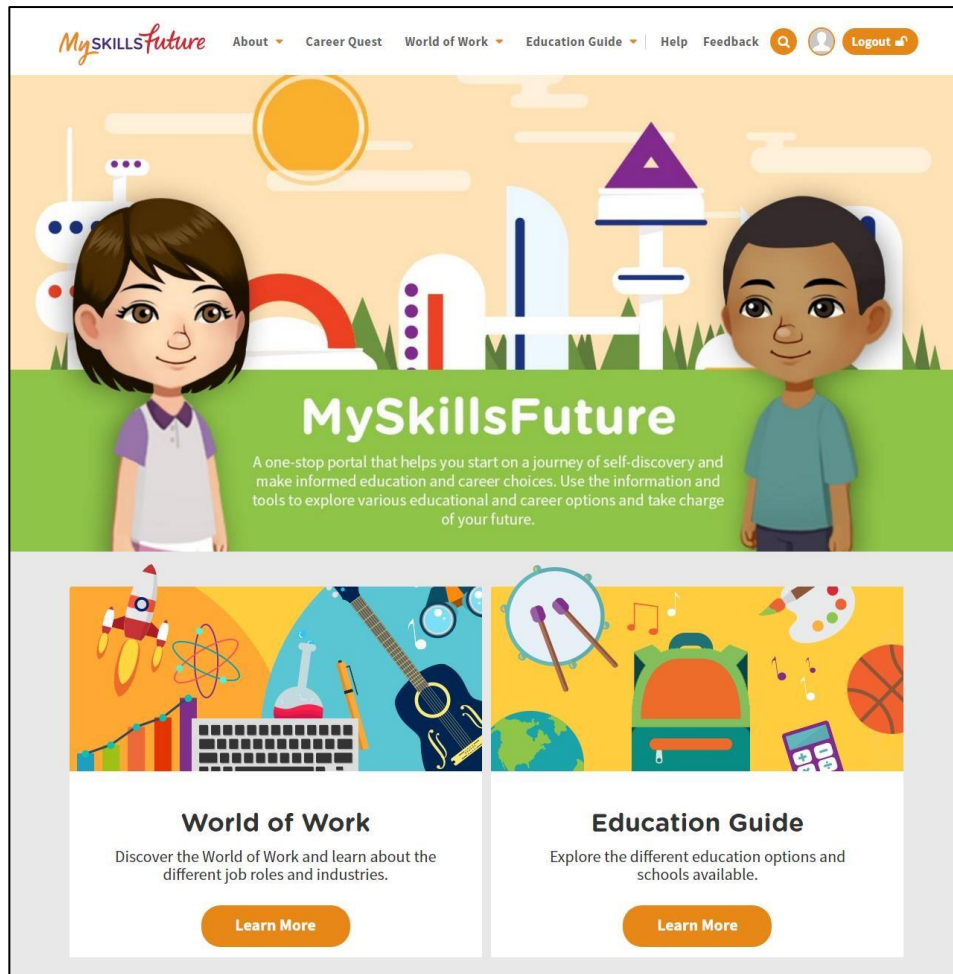 MySKILLSfuture About Career Quest World of Work Education Guide Help Feedback Logout
MySkillsFuture
A one-stop portal that helps you start on a journey of self-discovery and
make informed education and career choices. Use the information and
tools to explore various educational and career options and take charge
of your future.
World of Work
Discover the World of Work and learn about the
different job roles and industries.
Learn More
Education Guide
Explore the different education options and
schools available.
Learn More